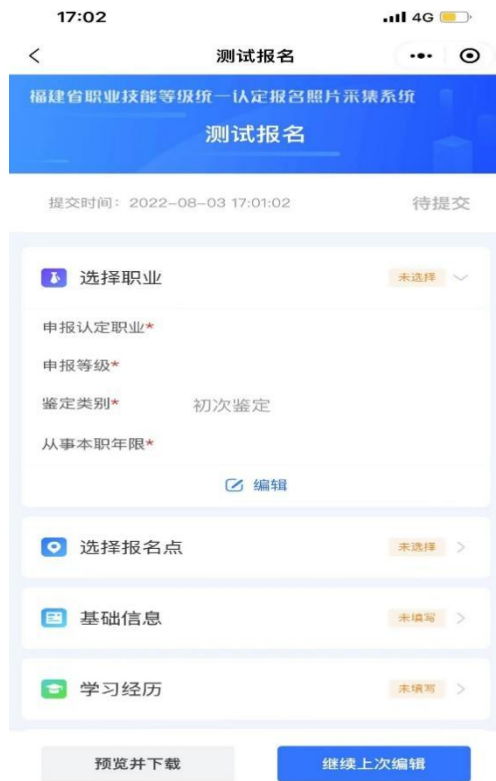 17:02
4G
测试报名
福建省职业技能等级统一认定报名照片采集系统
测试报名
提交时间：2022-08-03 17:01:02 待提交
选择职业 未选择
申报认定职业*
申报等级*
鉴定类别* 初次鉴定
从事本职年限*
编辑
选择报名点 未选择
基础信息 未填写
学习经历 未填写
预览并下载 继续上次编辑